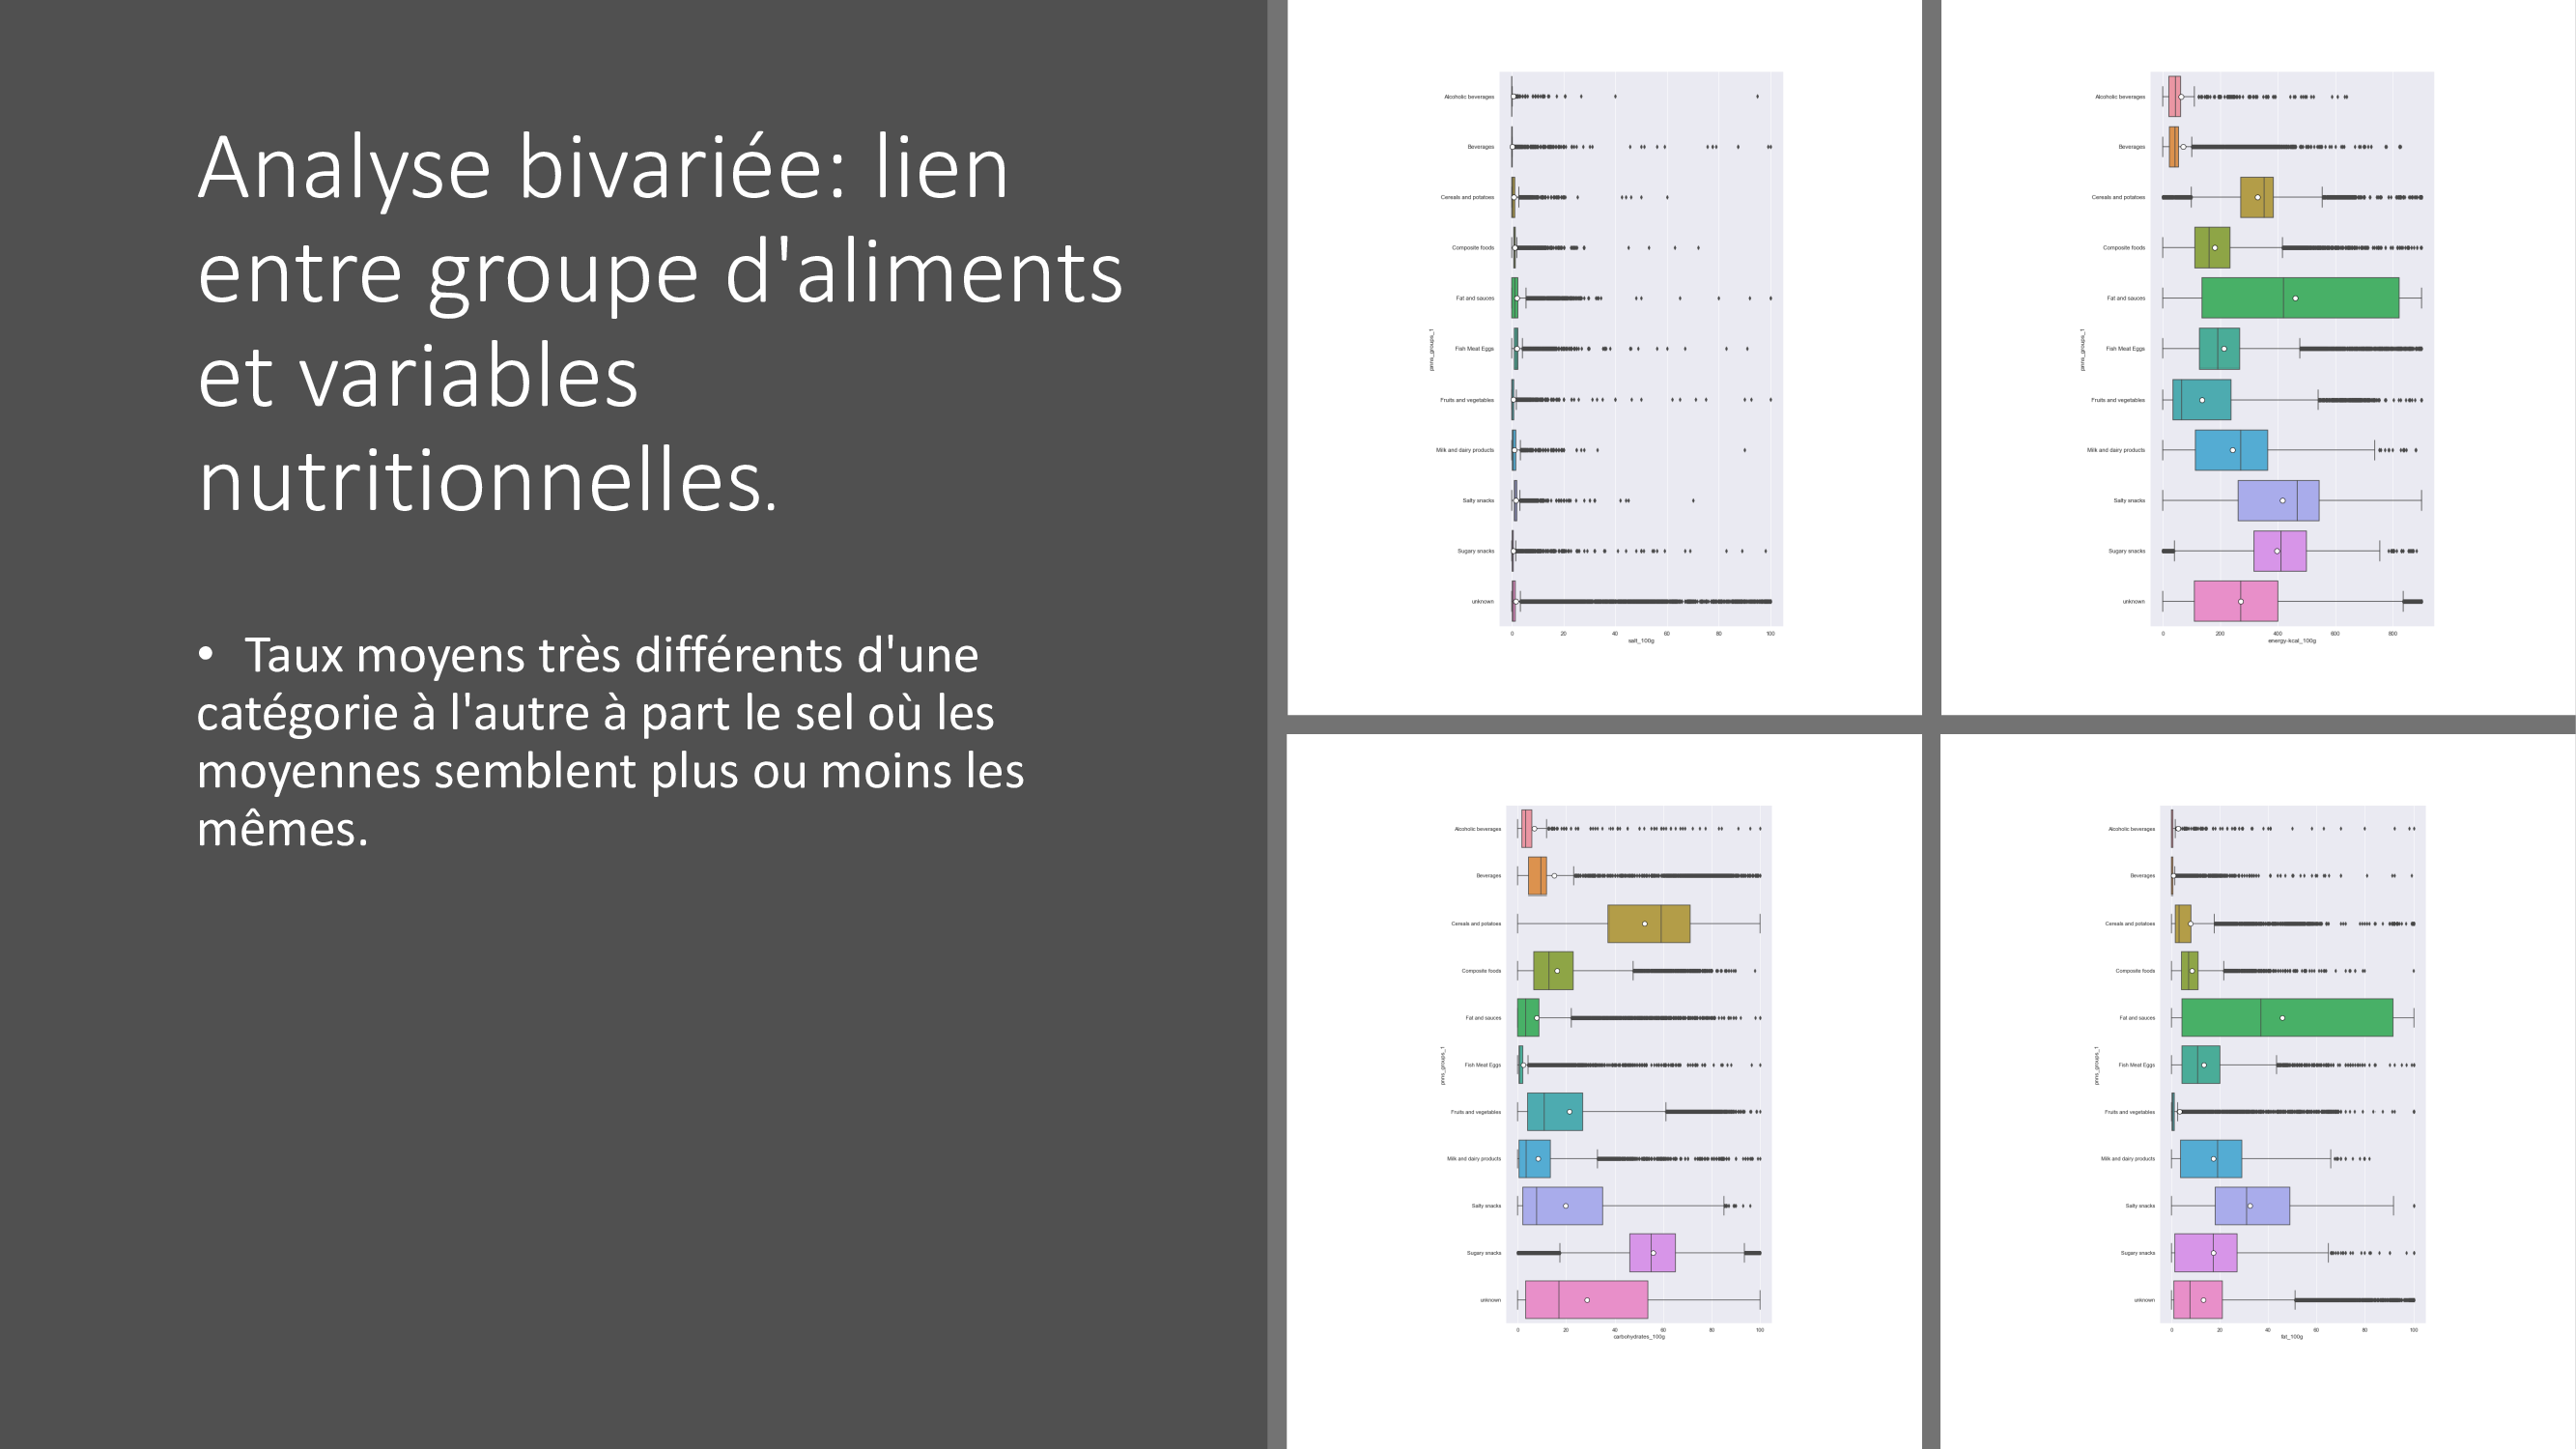 Analyse bivariée: lien
entre groupe d'aliments
et variables
nutritionnelles.
• Taux moyens très différents d'une
catégorie à l'autre à part le sel où les
moyennes semblent plus ou moins les
mêmes.
Alcoholic beverages
Beverages
Cereals and potatoes
Composite foods
Fat and sauces
Fish Meat Eggs
Fruits and vegetables
Milk and dairy products
Salty snacks
Sugary snacks
unknown
pnns_groups_1
0 20 40 60 80 100
salt_100g
Alcoholic beverages
Beverages
Cereals and potatoes
Composite foods
Fat and sauces
Fish Meat Eggs
Fruits and vegetables
Milk and dairy products
Salty snacks
Sugary snacks
unknown
pnns_groups_1
0 200 400 600 800
energy-kcal_100g
Alcoholic beverages
Beverages
Cereals and potatoes
Composite foods
Fat and sauces
Fish Meat Eggs
Fruits and vegetables
Milk and dairy products
Salty snacks
Sugary snacks
unknown
pnns_groups_1
0 20 40 60 80 100
carbohydrates_100g
Alcoholic beverages
Beverages
Cereals and potatoes
Composite foods
Fat and sauces
Fish Meat Eggs
Fruits and vegetables
Milk and dairy products
Salty snacks
Sugary snacks
unknown
pnns_groups_1
0 20 40 60 80 100
fat_100g